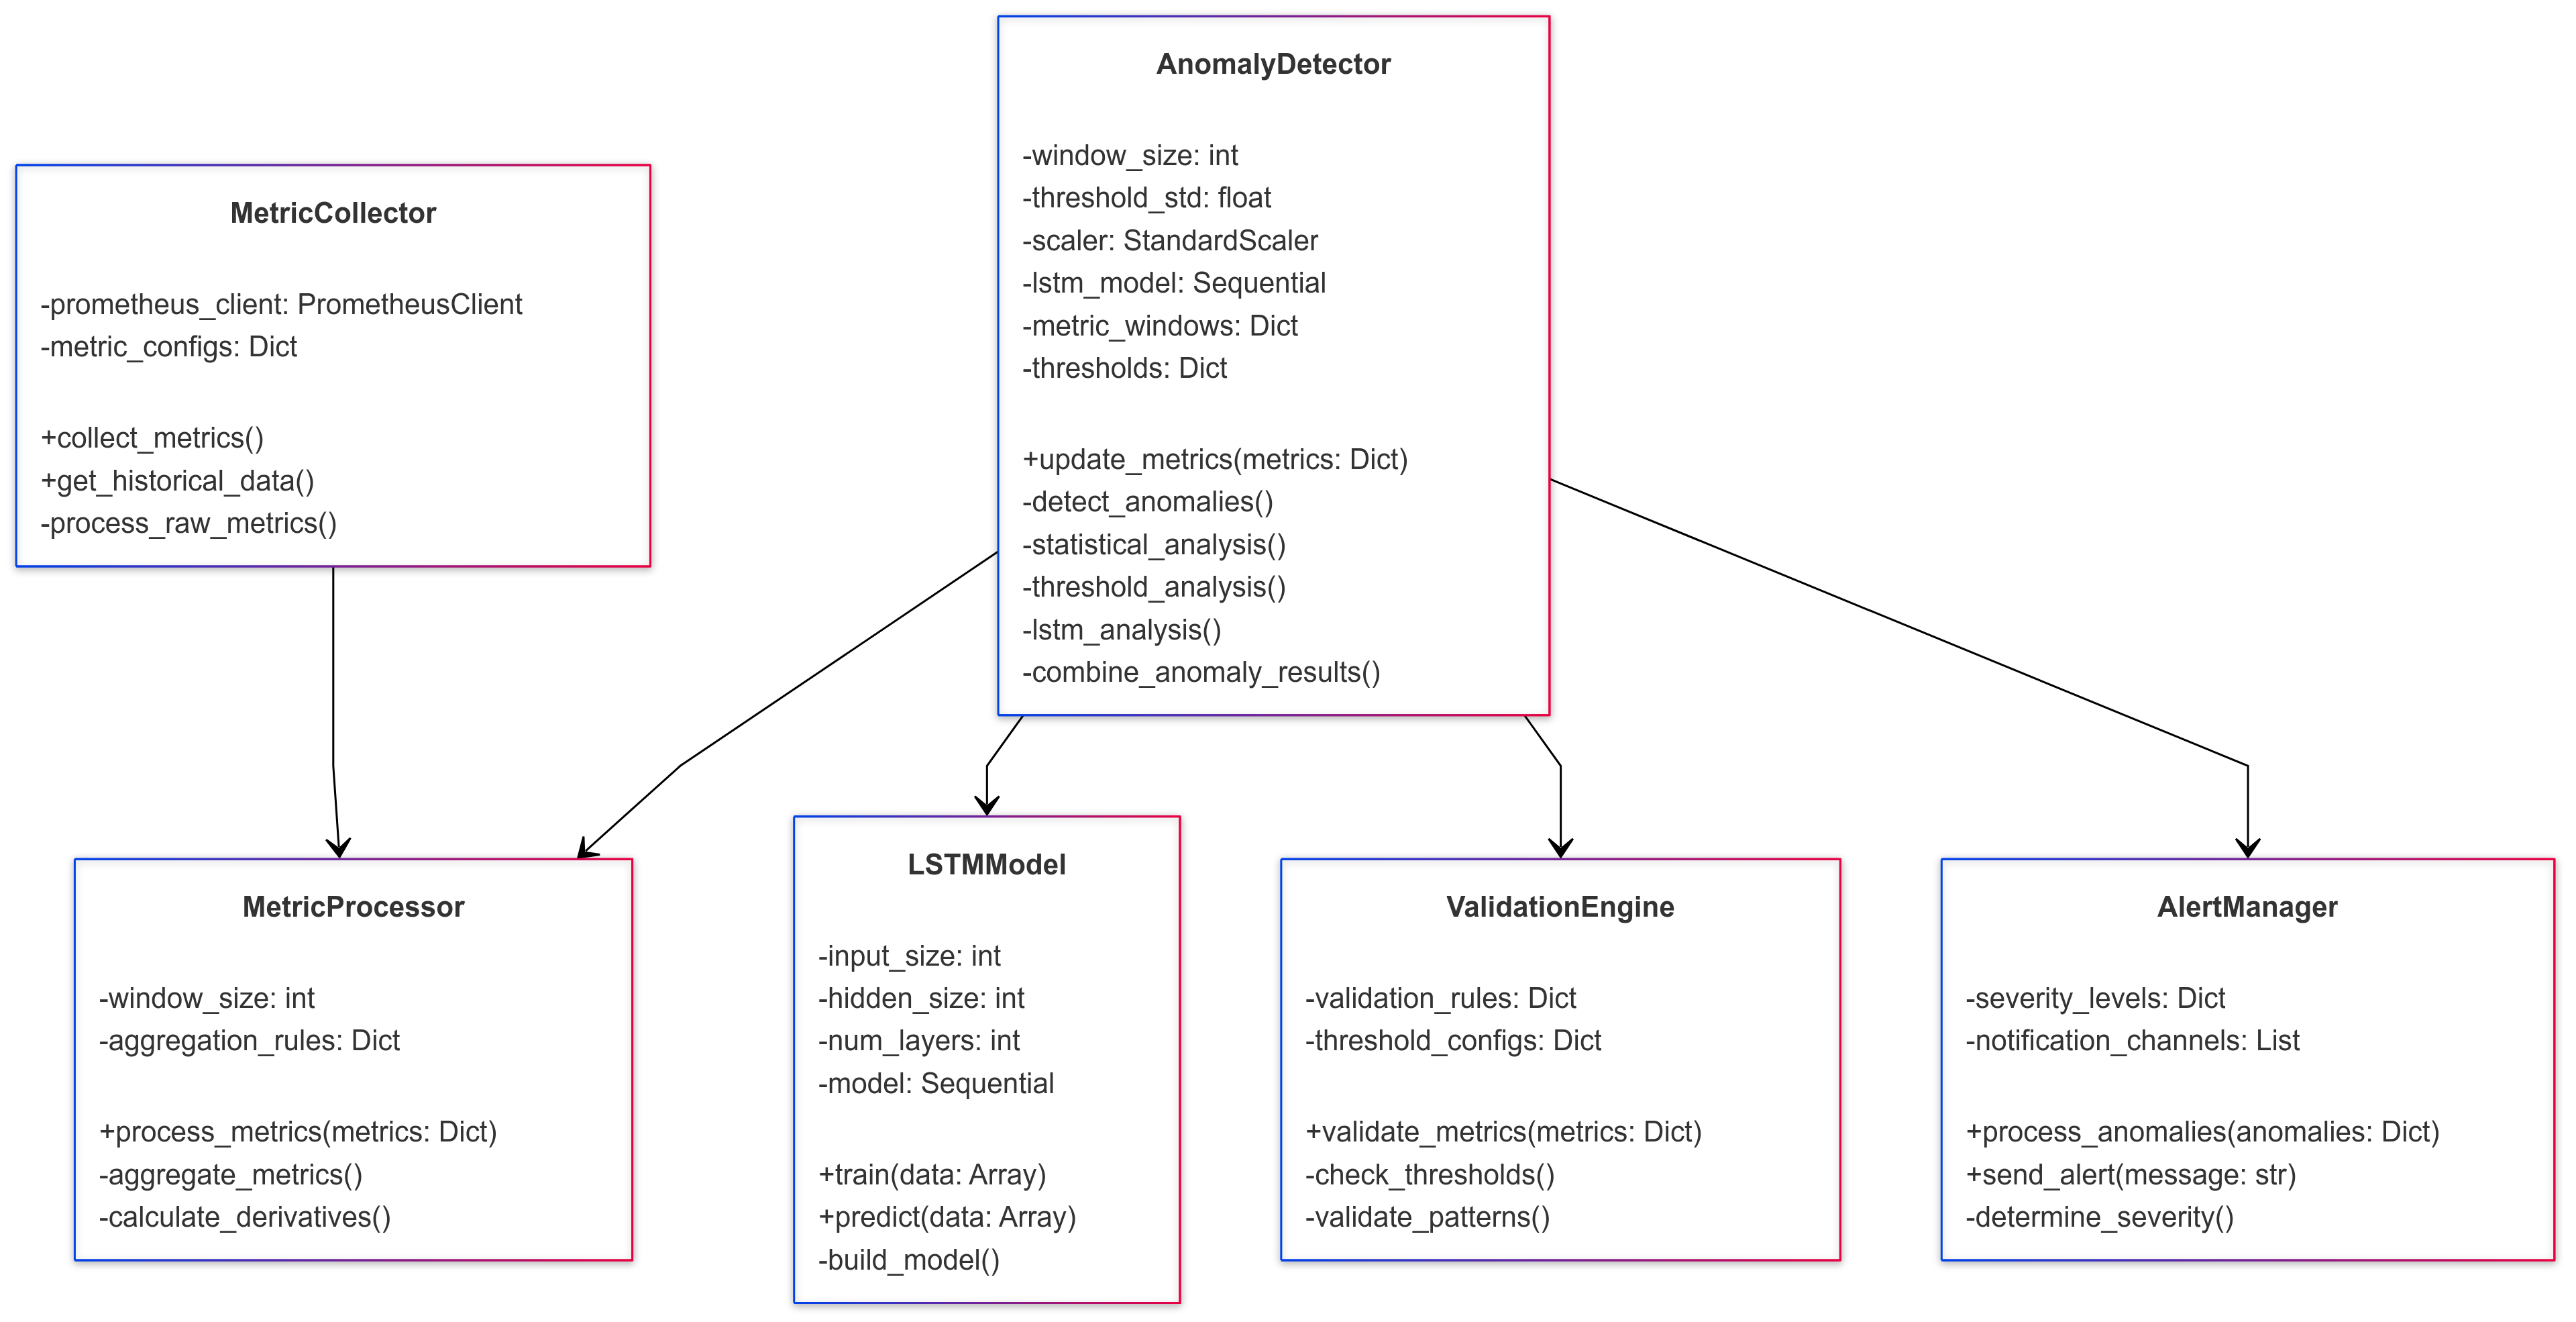 AnomalyDetector
-window_size: int
-threshold_std: float
-scaler: StandardScaler
-lstm_model: Sequential
-metric_windows: Dict
-thresholds: Dict
+update_metrics(metrics: Dict)
-detect_anomalies()
-statistical_analysis()
-threshold_analysis()
-lstm_analysis()
-combine_anomaly_results()
MetricCollector
-prometheus_client: PrometheusClient
-metric_configs: Dict
+collect_metrics()
+get_historical_data()
-process_raw_metrics()
MetricProcessor
-window_size: int
-aggregation_rules: Dict
+process_metrics(metrics: Dict)
-aggregate_metrics()
-calculate_derivatives()
LSTMModel
-input_size: int
-hidden_size: int
-num_layers: int
-model: Sequential
+train(data: Array)
+predict(data: Array)
-build_model()
ValidationEngine
-validation_rules: Dict
-threshold_configs: Dict
+validate_metrics(metrics: Dict)
-check_thresholds()
-validate_patterns()
AlertManager
-severity_levels: Dict
-notification_channels: List
+process_anomalies(anomalies: Dict)
+send_alert(message: str)
-determine_severity()